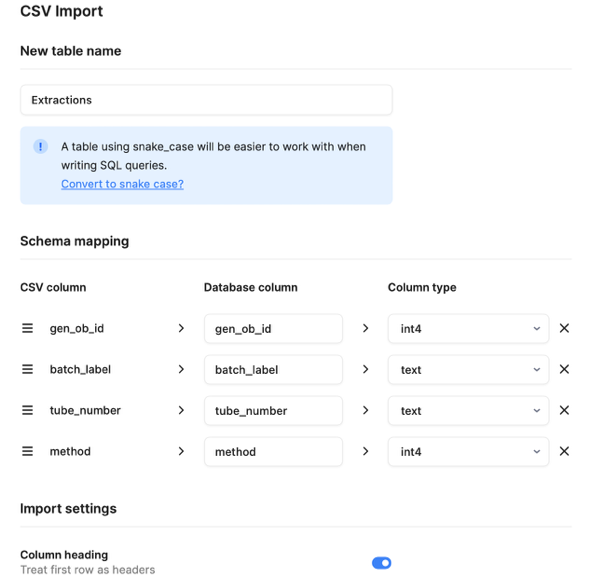 CSV Import
New table name
Extractions
! A table using snake_case will be easier to work with when
writing SQL queries.
Convert to snake case?
Schema mapping
CSV column Database column Column type
gen_ob_id gen_ob_id int4
batch_label batch_label text
tube_number tube_number text
method method int4
Import settings
Column heading
Treat first row as headers